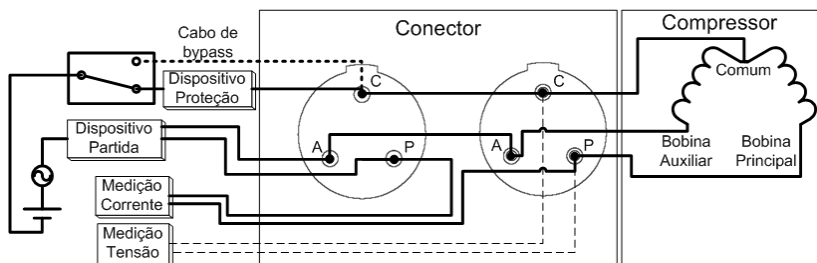 Conector
Compressor
Cabo de
bypass
Dispositivo
Proteção
C
C
Comum
Dispositivo
Partida
A
P
A
P
Bobina
Auxiliar
Bobina
Principal
Medição
Corrente
Medição
Tensão